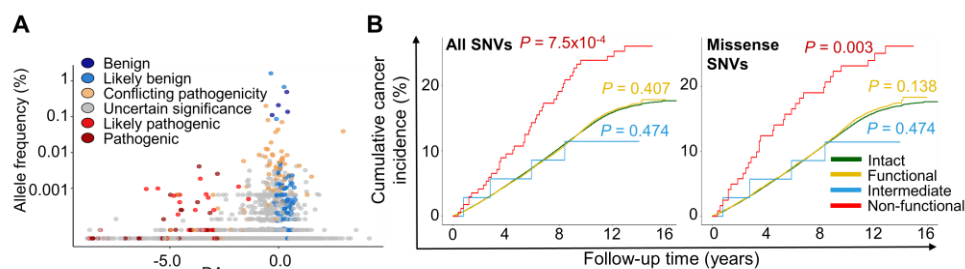 A
Allele frequency (%)
1
0.1
0.01
0.001
Benign
Likely benign
Conflicting pathogenicity
Uncertain significance
Likely pathogenic
Pathogenic
-5.0
0.0
B
Cumulative cancer
incidence (%)
20
10
0
All SNVs
P = 7.5x10-4
P = 0.407
P = 0.474
0 4 8 12 16
Missense
SNVs
P = 0.003
P = 0.138
P = 0.474
Intact
Functional
Intermediate
Non-functional
0 4 8 12 16
Follow-up time (years)